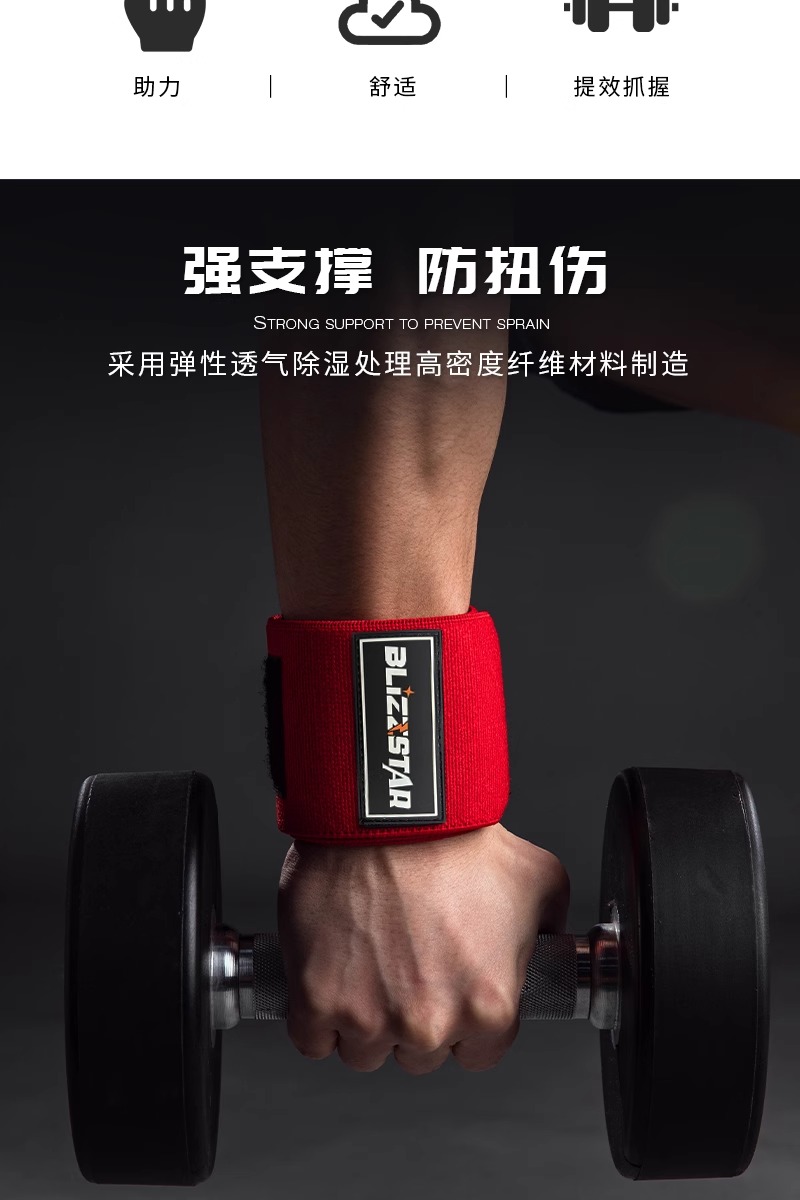 助力 | 舒适 | 提效抓握
强支撑 防扭伤
STRONG SUPPORT TO PREVENT SPRAIN
采用弹性透气除湿处理高密度纤维材料制造
BLIZZSTAR